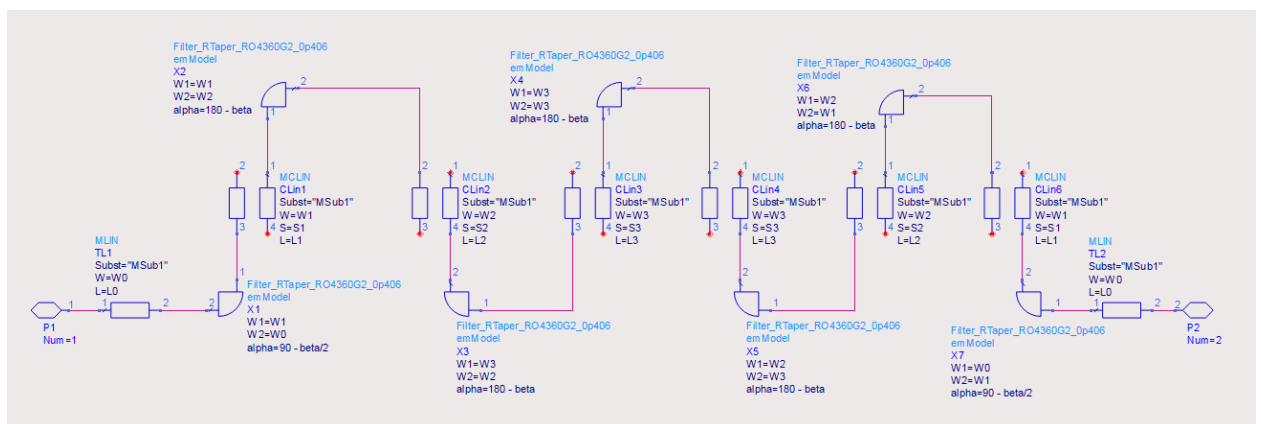 Filter_RTaper_RO4360G2_0p406
emModel
X2
W1=W1
W2=W2
alpha=180 - beta
2
1
Filter_RTaper_RO4360G2_0p406
emModel
X4
W1=W3
W2=W3
alpha=180 - beta
2
1
Filter_RTaper_RO4360G2_0p406
emModel
X6
W1=W2
W2=W1
alpha=180 - beta
2
1
2
3
1
4
MCLIN
CLin1
Subst="MSub1"
W=W1
S=S1
L=L1
2
3
1
4
MCLIN
CLin2
Subst="MSub1"
W=W2
S=S2
L=L2
2
3
1
4
MCLIN
CLin3
Subst="MSub1"
W=W3
S=S3
L=L3
2
3
1
4
MCLIN
CLin4
Subst="MSub1"
W=W3
S=S3
L=L3
2
3
1
4
MCLIN
CLin5
Subst="MSub1"
W=W2
S=S2
L=L2
2
3
1
4
MCLIN
CLin6
Subst="MSub1"
W=W1
S=S1
L=L1
MLIN
TL1
Subst="MSub1"
W=W0
L=L0
1
1
2
2
1
P1
Num=1
Filter_RTaper_RO4360G2_0p406
emModel
X1
W1=W1
W2=W0
alpha=90 - beta/2
2
1
Filter_RTaper_RO4360G2_0p406
emModel
X3
W1=W3
W2=W2
alpha=180 - beta
2
1
Filter_RTaper_RO4360G2_0p406
emModel
X5
W1=W2
W2=W3
alpha=180 - beta
2
1
Filter_RTaper_RO4360G2_0p406
emModel
X7
W1=W0
W2=W1
alpha=90 - beta/2
MLIN
TL2
Subst="MSub1"
W=W0
L=L0
1
2
2
P2
Num=2